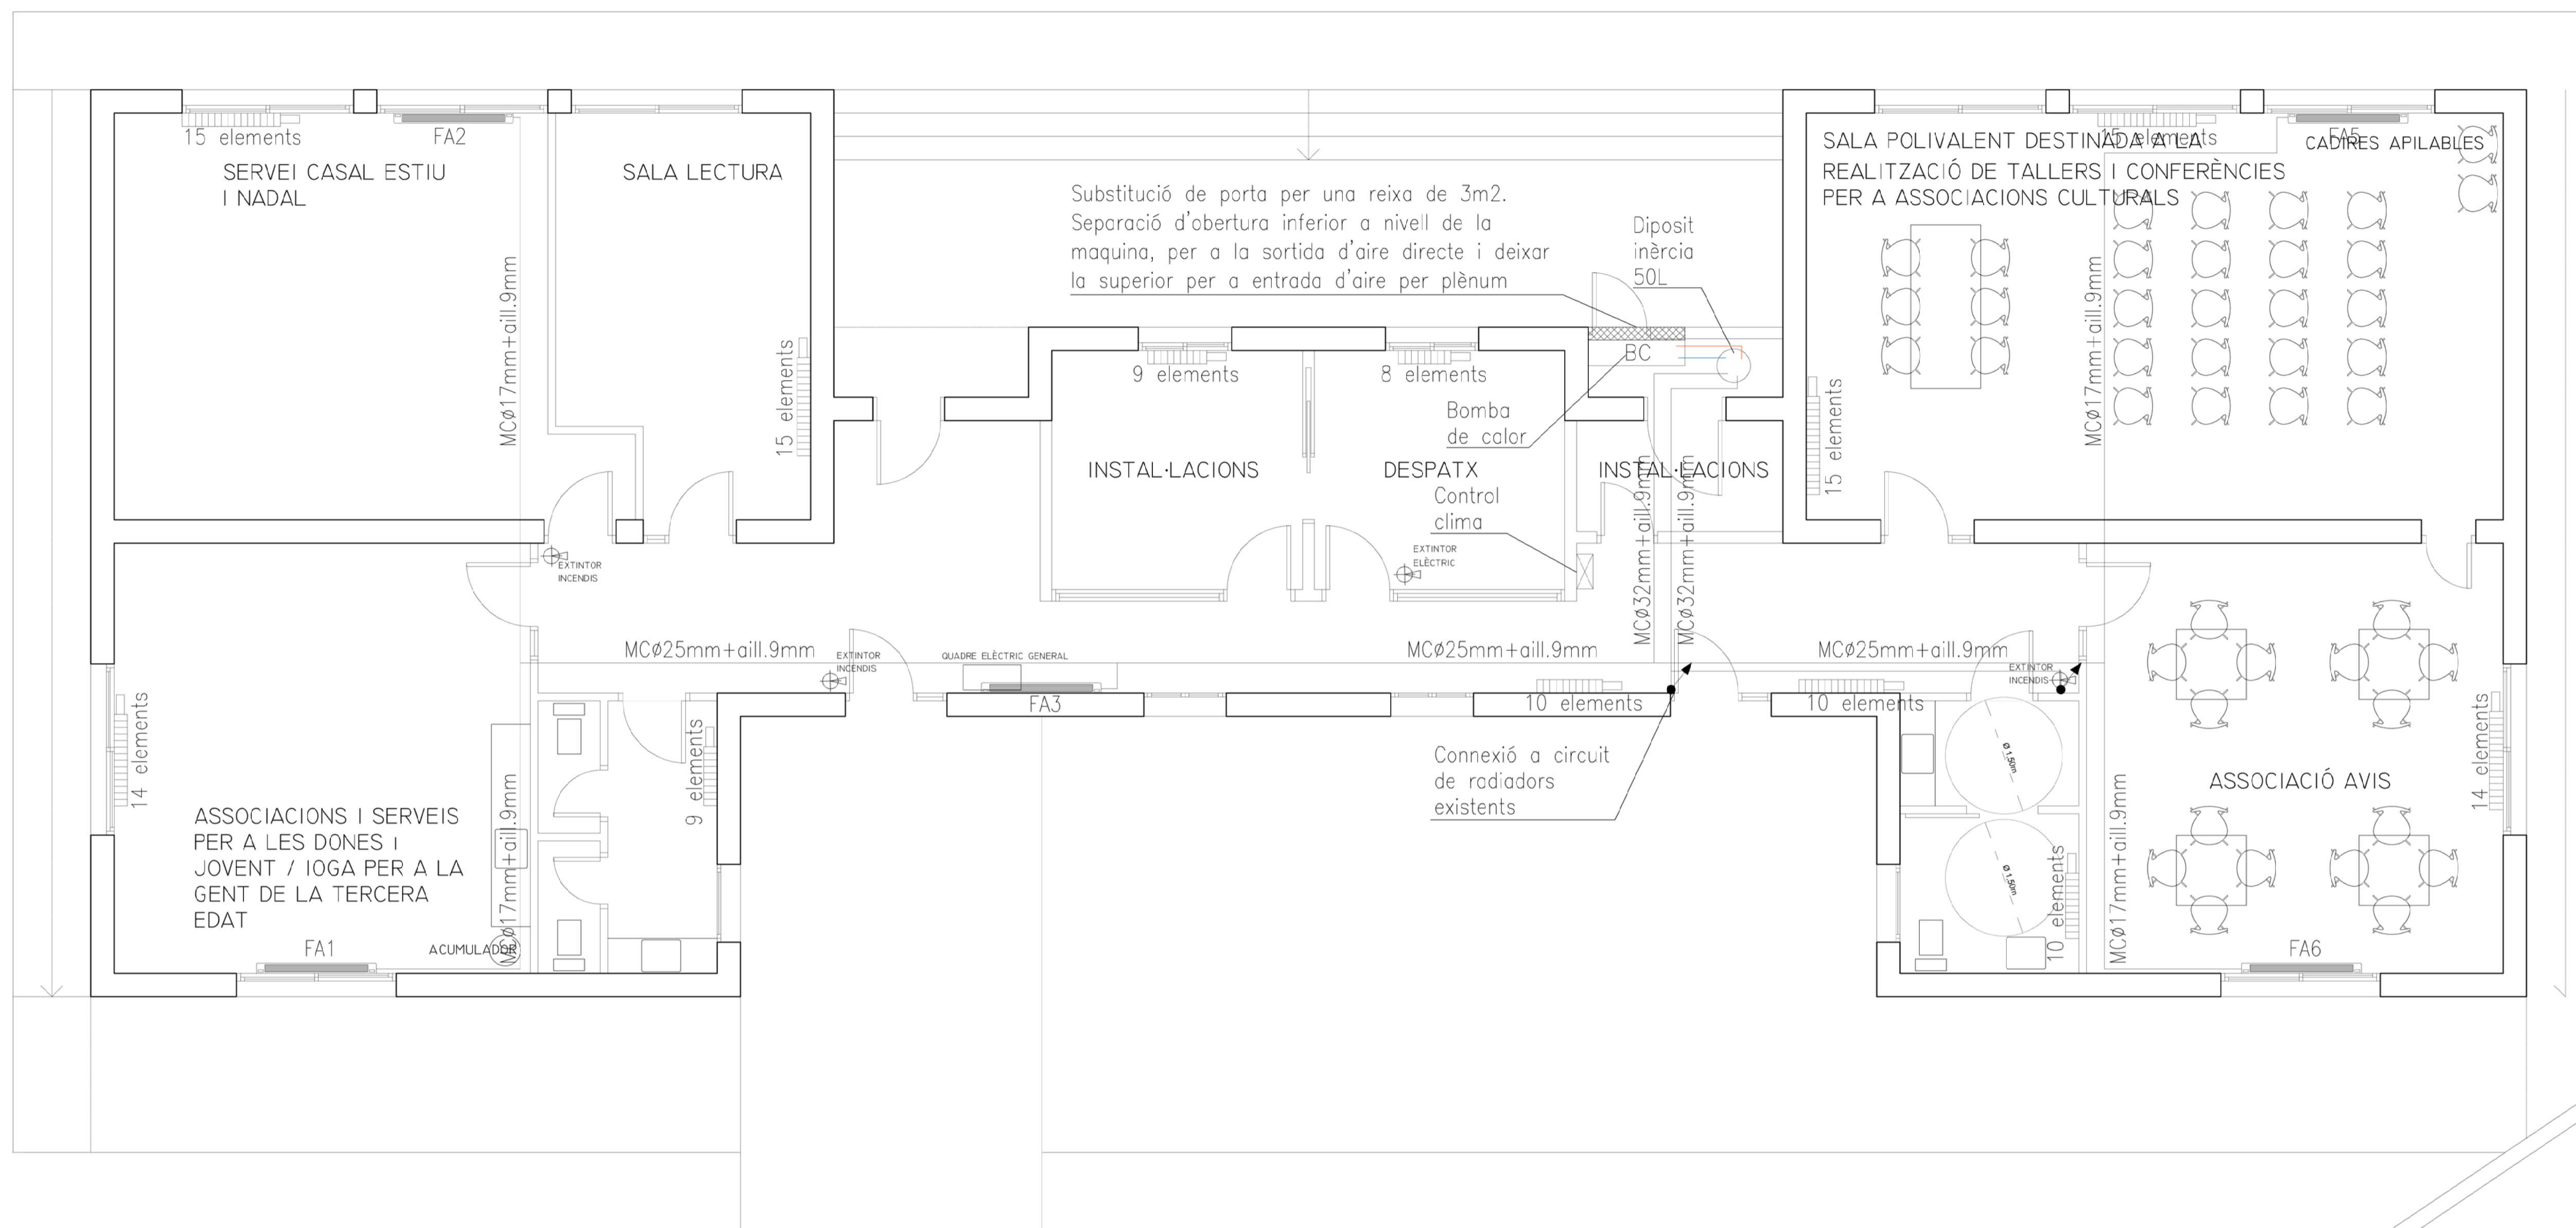 15 elements
FA2
SERVEI CASAL ESTIU
I NADAL
SALA LECTURA
MCø17mm+aill.9mm
15 elements
Substitució de porta per una reixa de 3m2.
Separació d'obertura inferior a nivell de la
maquina, per a la sortida d'aire directe i deixar
la superior per a entrada d'aire per plènum
Diposit
inèrcia
50L
BC
9 elements
8 elements
Bomba
de calor
INSTAL·LACIONS
DESPATX
INSTAL·LACIONS
Control
clima
EXTINTOR
ELÈCTRIC
MCø32mm+aill.9mm
MCø32mm+aill.9mm
SALA POLIVALENT DESTINADA A LA
REALITZACIÓ DE TALLERS I CONFERÈNCIES
PER A ASSOCIACIONS CULTURALS
15 elements
FA5
CADIRES APILABLES
MCø17mm+aill.9mm
15 elements
EXTINTOR
INCENDIS
MCø25mm+aill.9mm
EXTINTOR
INCENDIS
QUADRE ELÈCTRIC GENERAL
FA3
MCø25mm+aill.9mm
10 elements
MCø25mm+aill.9mm
10 elements
EXTINTOR
INCENDIS
14 elements
ASSOCIACIONS I SERVEIS
PER A LES DONES I
JOVENT / IOGA PER A LA
GENT DE LA TERCERA
EDAT
FA1
ACUMULADOR
MCø17mm+aill.9mm
9 elements
Connexió a circuit
de radiadors
existents
Ø 1.50m
Ø 1.50m
10 elements
MCø17mm+aill.9mm
ASSOCIACIÓ AVIS
14 elements
FA6